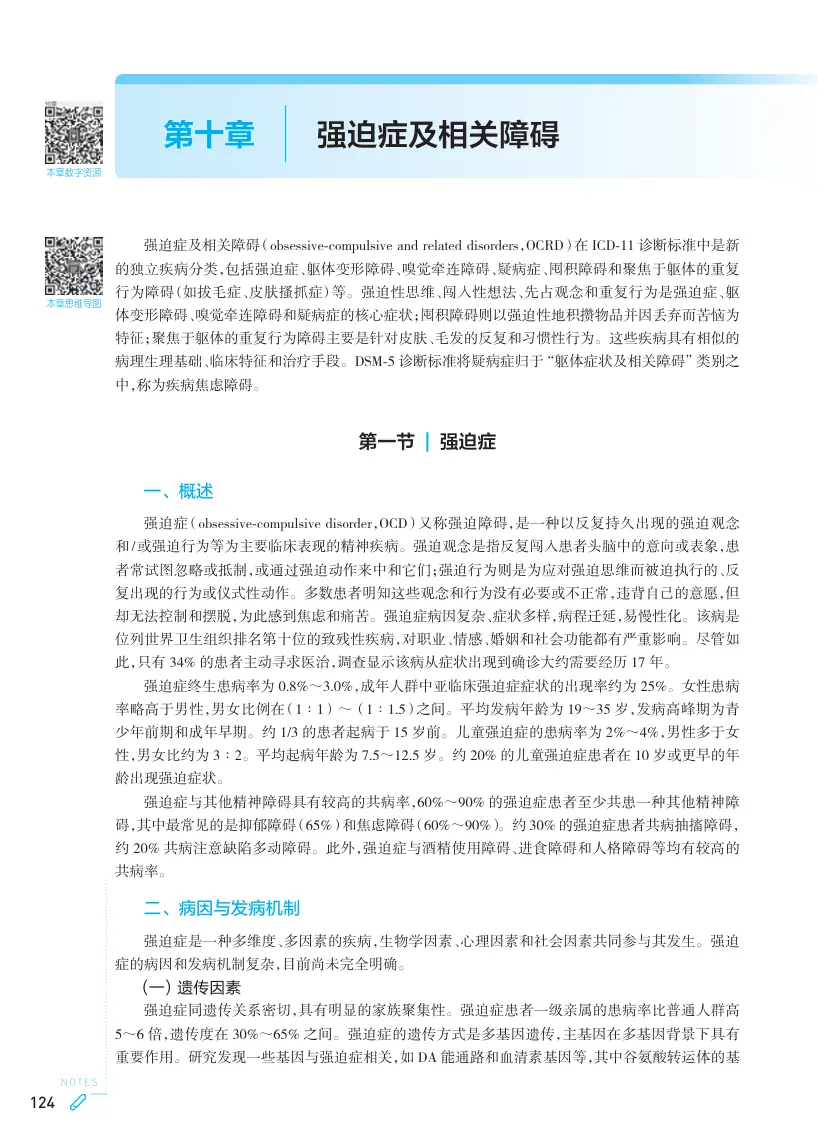 第十章
强迫症及相关障碍
本章数字资源
本章思维导图
强迫症及相关障碍（obsessive-compulsive and related disorders，OCRD）在 ICD-11 诊断标准中是新
的独立疾病分类，包括强迫症、躯体变形障碍、嗅觉牵连障碍、疑病症、囤积障碍和聚焦于躯体的重复
行为障碍（如拔毛症、皮肤搔抓症）等。强迫性思维、闯入性想法、先占观念和重复行为是强迫症、躯
体变形障碍、嗅觉牵连障碍和疑病症的核心症状；囤积障碍则以强迫性地积攒物品并因丢弃而苦恼为
特征；聚焦于躯体的重复行为障碍主要是针对皮肤、毛发的反复和习惯性行为。这些疾病具有相似的
病理生理基础、临床特征和治疗手段。DSM-5 诊断标准将疑病症归于“躯体症状及相关障碍”类别之
中，称为疾病焦虑障碍。
第一节 | 强迫症
一、概述
强迫症（obsessive-compulsive disorder，OCD）又称强迫障碍，是一种以反复持久出现的强迫观念
和/或强迫行为等为主要临床表现的精神疾病。强迫观念是指反复闯入患者头脑中的意向或表象，患
者常试图忽略或抵制，或通过强迫动作来中和它们；强迫行为则是为应对强迫思维而被迫执行的、反
复出现的行为或仪式性动作。多数患者明知这些观念和行为没有必要或不正常，违背自己的意愿，但
却无法控制和摆脱，为此感到焦虑和痛苦。强迫症病因复杂、症状多样，病程迁延，易慢性化。该病是
位列世界卫生组织排名第十位的致残性疾病，对职业、情感、婚姻和社会功能都有严重影响。尽管如
此，只有 34% 的患者主动寻求医治，调查显示该病从症状出现到确诊大约需要经历 17 年。
强迫症终生患病率为 0.8%～3.0%，成年人群中亚临床强迫症症状的出现率约为 25%。女性患病
率略高于男性，男女比例在（1∶1）～（1∶1.5）之间。平均发病年龄为 19～35 岁，发病高峰期为青
少年前期和成年早期。约 1/3 的患者起病于 15 岁前。儿童强迫症的患病率为 2%～4%，男性多于女
性，男女比约为 3∶2。平均起病年龄为 7.5～12.5 岁。约 20% 的儿童强迫症患者在 10 岁或更早的年
龄出现强迫症状。
强迫症与其他精神障碍具有较高的共病率，60%～90% 的强迫症患者至少共患一种其他精神障
碍，其中最常见的是抑郁障碍（65%）和焦虑障碍（60%～90%）。约 30% 的强迫症患者共病抽搐障碍，
约 20% 共病注意缺陷多动障碍。此外，强迫症与酒精使用障碍、进食障碍和人格障碍等均有较高的
共病率。
二、病因与发病机制
强迫症是一种多维度、多因素的疾病，生物学因素、心理因素和社会因素共同参与其发生。强迫
症的病因和发病机制复杂，目前尚未完全明确。
（一）遗传因素
强迫症同遗传关系密切，具有明显的家族聚集性。强迫症患者一级亲属的患病率比普通人群高
5～6 倍，遗传度在 30%～65% 之间。强迫症的遗传方式是多基因遗传，主基因在多基因背景下具有
重要作用。研究发现一些基因与强迫症相关，如 DA 能通路和血清素基因等，其中谷氨酸转运体的基
NOTES
124